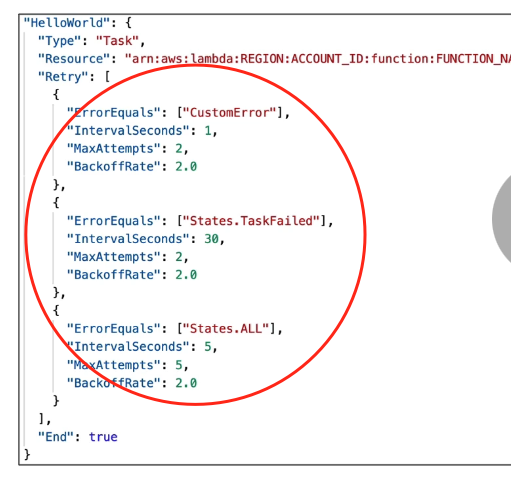 "HelloWorld": {
"Type": "Task",
"Resource": "arn:aws:lambda:REGION:ACCOUNT_ID:function:FUNCTION_NA
"Retry": [
{
"ErrorEquals": ["CustomError"],
"IntervalSeconds": 1,
"MaxAttempts": 2,
"BackoffRate": 2.0
},
{
"ErrorEquals": ["States.TaskFailed"],
"IntervalSeconds": 30,
"MaxAttempts": 2,
"BackoffRate": 2.0
},
{
"ErrorEquals": ["States.ALL"],
"IntervalSeconds": 5,
"MaxAttempts": 5,
"BackoffRate": 2.0
}
],
"End": true
}